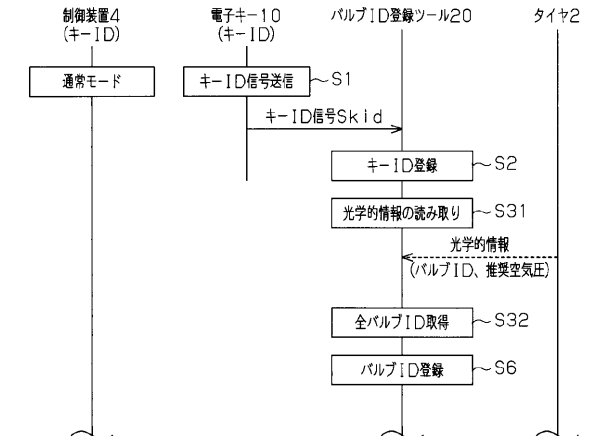 制御装置4
(キーID)
電子キー10
(キーID)
バルブID登録ツール20
タイヤ2
通常モード
キーID信号送信
S1
キーID信号Skid
キーID登録
S2
光学的情報の読み取り
S31
光学的情報
(バルブID、推奨空気圧)
全バルブID取得
S32
バルブID登録
S6